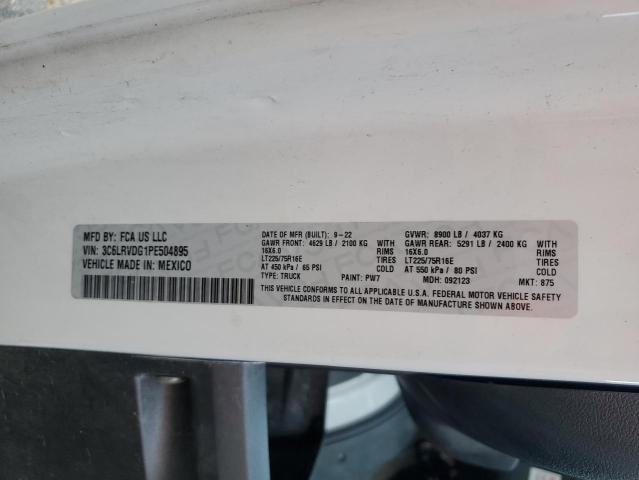 MFD BY: FCA US LLC
VIN: 3C6LRVDG1PE504895
VEHICLE MADE IN: MEXICO
DATE OF MFR (BUILT): 9-22 GVWR: 8900 LB / 4037 KG
GAWR FRONT: 4629 LB / 2100 KG WITH GAWR REAR: 5291 LB / 2400 KG WITH
16X6.0 RIMS 16X6.0 RIMS
LT225/75R16E TIRES LT225/75R16E TIRES
AT 450 kPa / 65 PSI COLD AT 550 kPa / 80 PSI COLD
TYPE: TRUCK PAINT: PW7 MDH: 092123 MKT: 875
THIS VEHICLE CONFORMS TO ALL APPLICABLE U.S.A. FEDERAL MOTOR VEHICLE SAFETY
STANDARDS IN EFFECT ON THE DATE OF MANUFACTURE SHOWN ABOVE.